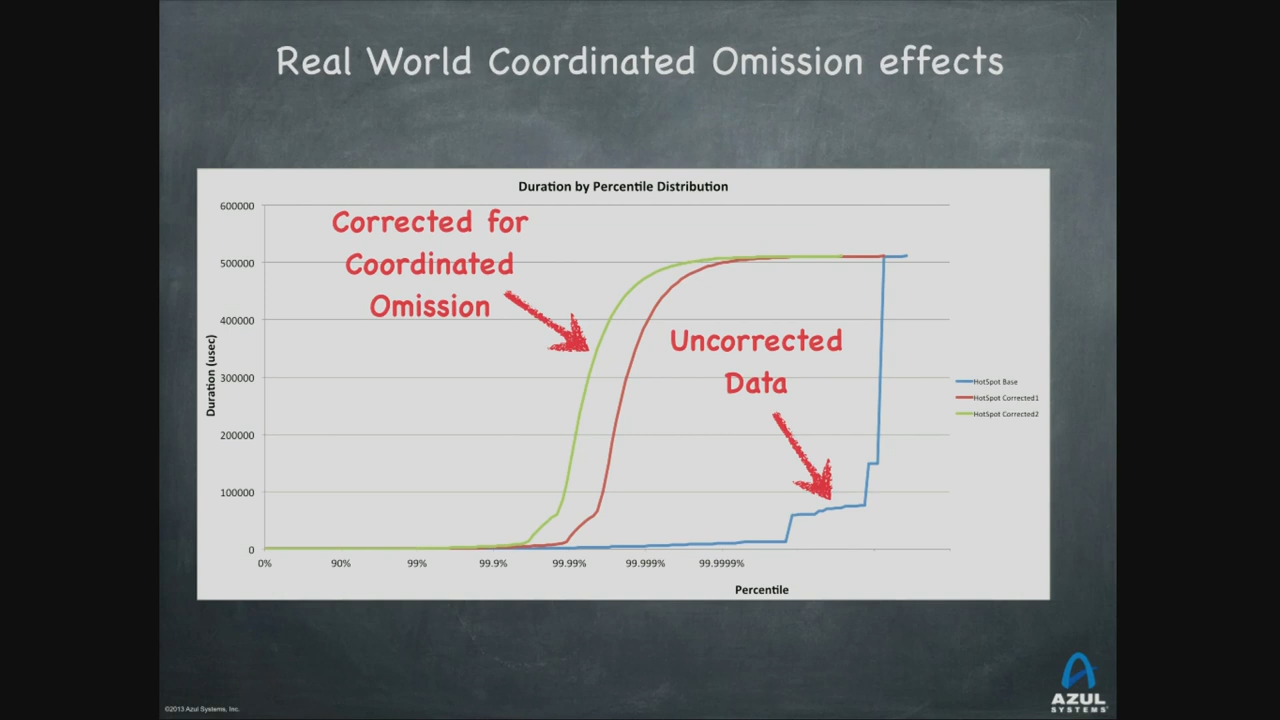 Real World Coordinated Omission effects
Duration by Percentile Distribution
Duration (usec)
600000
500000
400000
300000
200000
100000
0
0%
90%
99%
99.9%
99.99%
99.999%
99.9999%
Percentile
Corrected for
Coordinated
Omission
Uncorrected
Data
HotSpot Base
HotSpot Corrected1
HotSpot Corrected2
©2013 Azul Systems, Inc.
AZUL
SYSTEMS